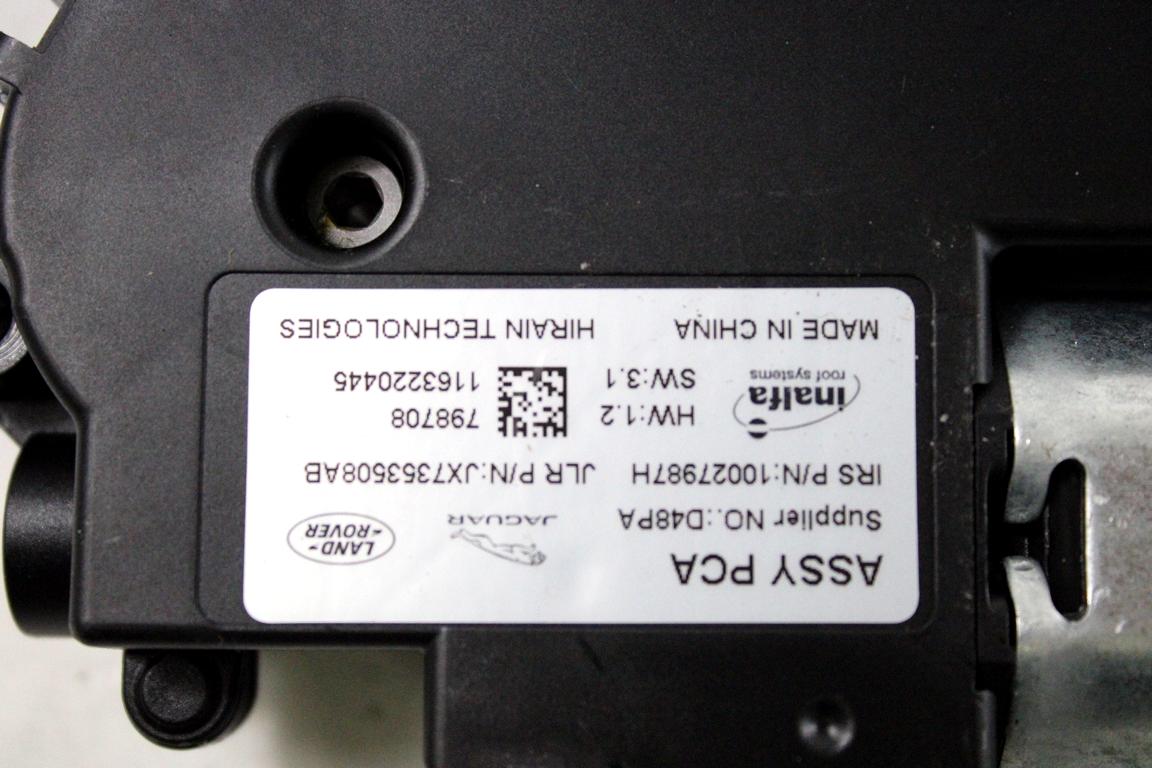 ASSY PCA
JAGUAR
LAND-
-ROVER
Supplier NO.:D48PA
IRS P/N:10027987H JLR P/N:JX7353508AB
inalfa
roof systems
HW:1.2
SW:3.1
798708
1163220445
MADE IN CHINA HIRAIN TECHNOLOGIES